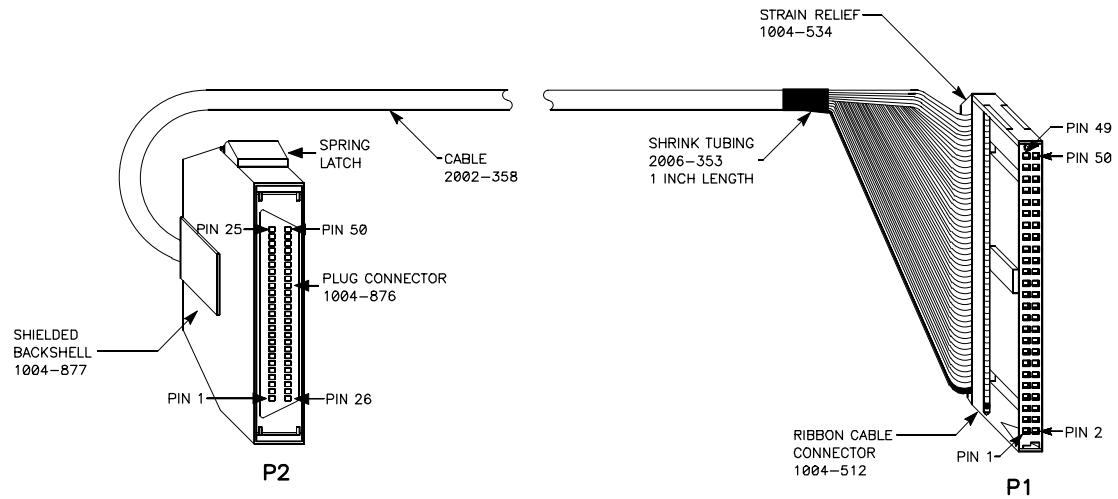 STRAIN RELIEF
1004-534
PIN 49
PIN 50
SHRINK TUBING
2006-353
1 INCH LENGTH
SPRING
LATCH
CABLE
2002-358
PIN 25
PIN 50
PLUG CONNECTOR
1004-876
SHIELDED
BACKSHELL
1004-877
PIN 1
PIN 26
P2
RIBBON CABLE
CONNECTOR
1004-512
PIN 1
PIN 2
P1